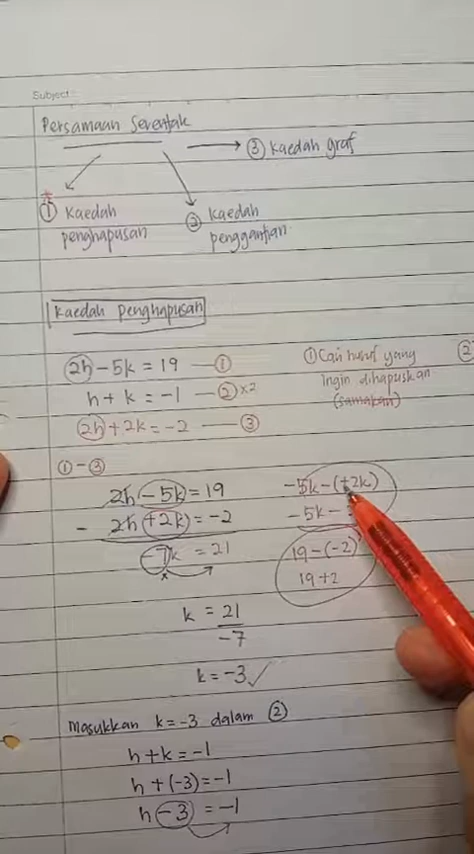 Subject:
Persamaan Serentak
③ Kaedah graf
① Kaedah
penghapusan
② Kaedah
penggantian
Kaedah penghapusan
2h - 5k = 19 — ①
h + k = -1 — ② ×2
2h + 2k = -2 — ③
① Cari huruf yang
ingin dihapuskan
(samakan)
②
① - ③
2h - 5k = 19
- 2h + 2k = -2
-7k = 21
-5k - (+2k)
-5k -
19 - (-2)
19 + 2
k = 21
-7
k = -3 ✓
Masukkan k = -3 dalam ②
h + k = -1
h + (-3) = -1
h - 3 = -1